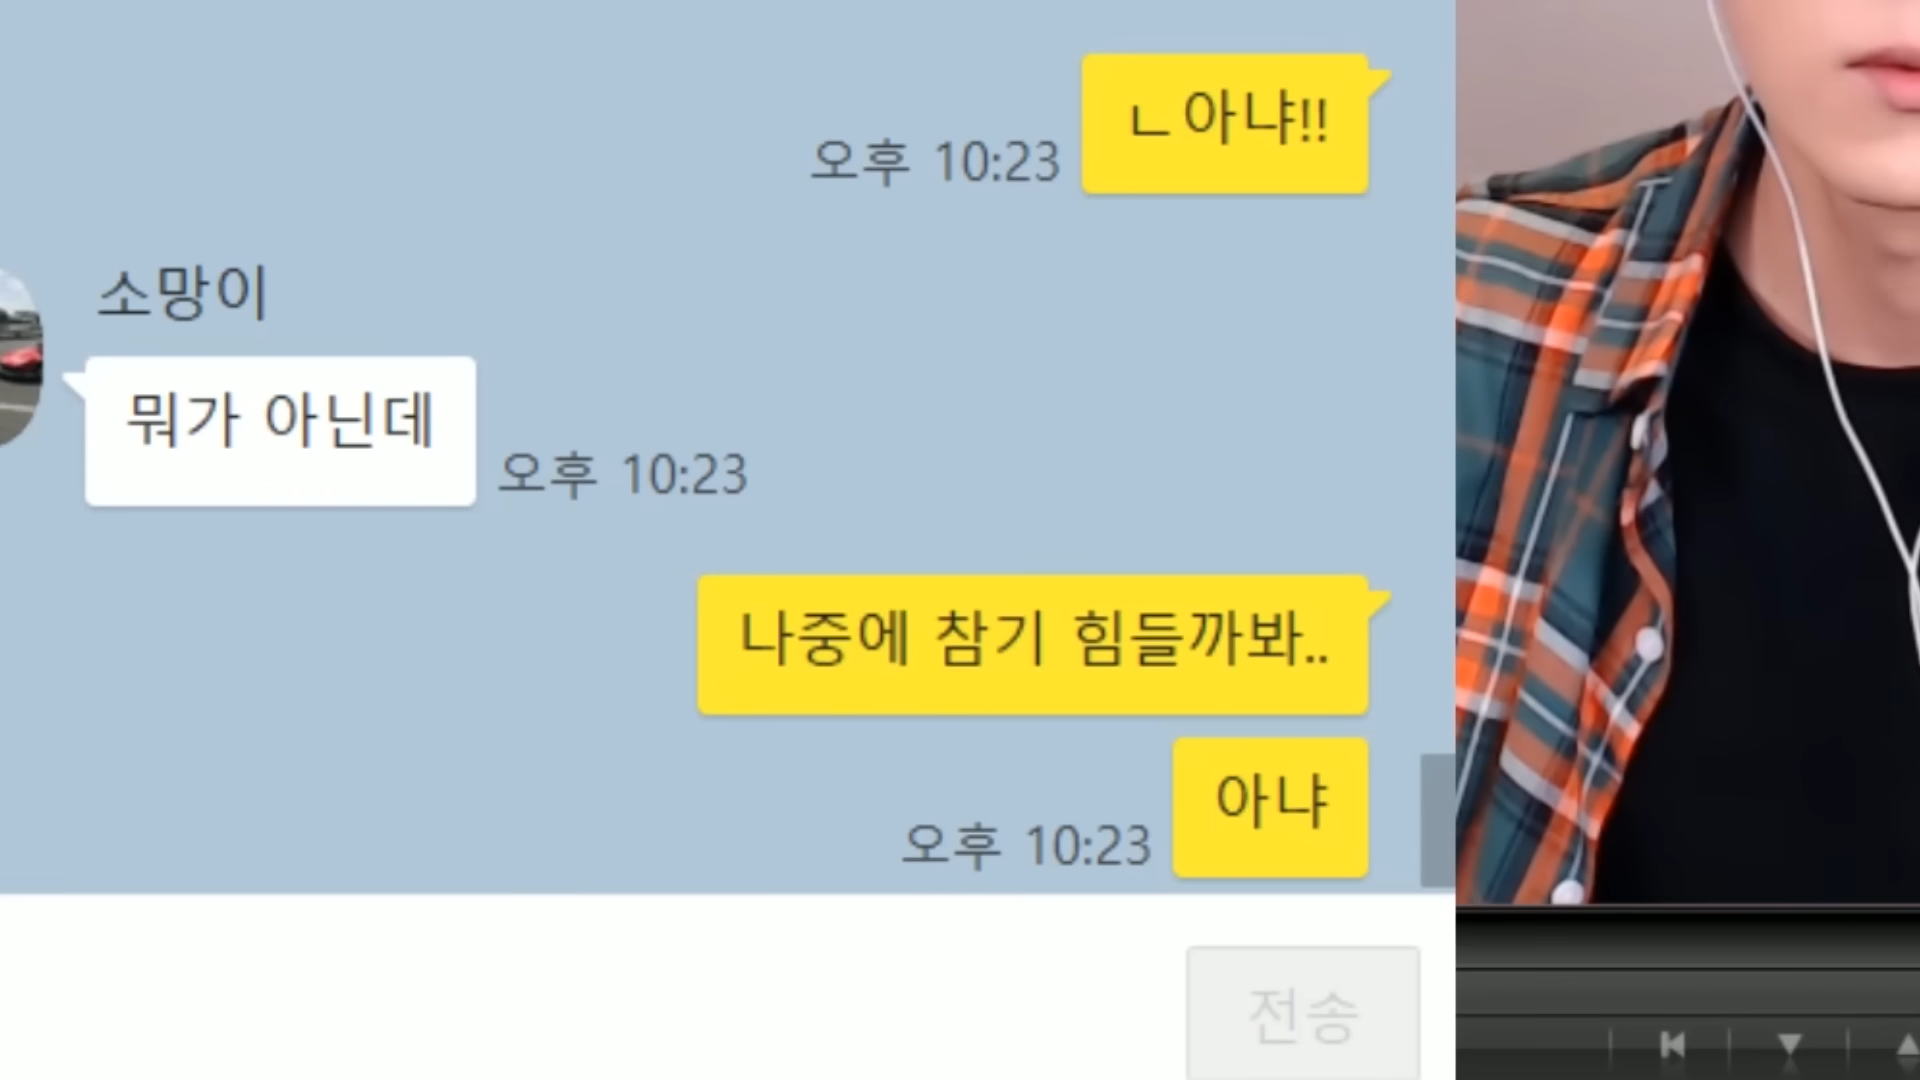 ㄴ아냐!!
오후 10:23
소망이
뭐가 아닌데
오후 10:23
나중에 참기 힘들까봐..
아냐
오후 10:23
전송